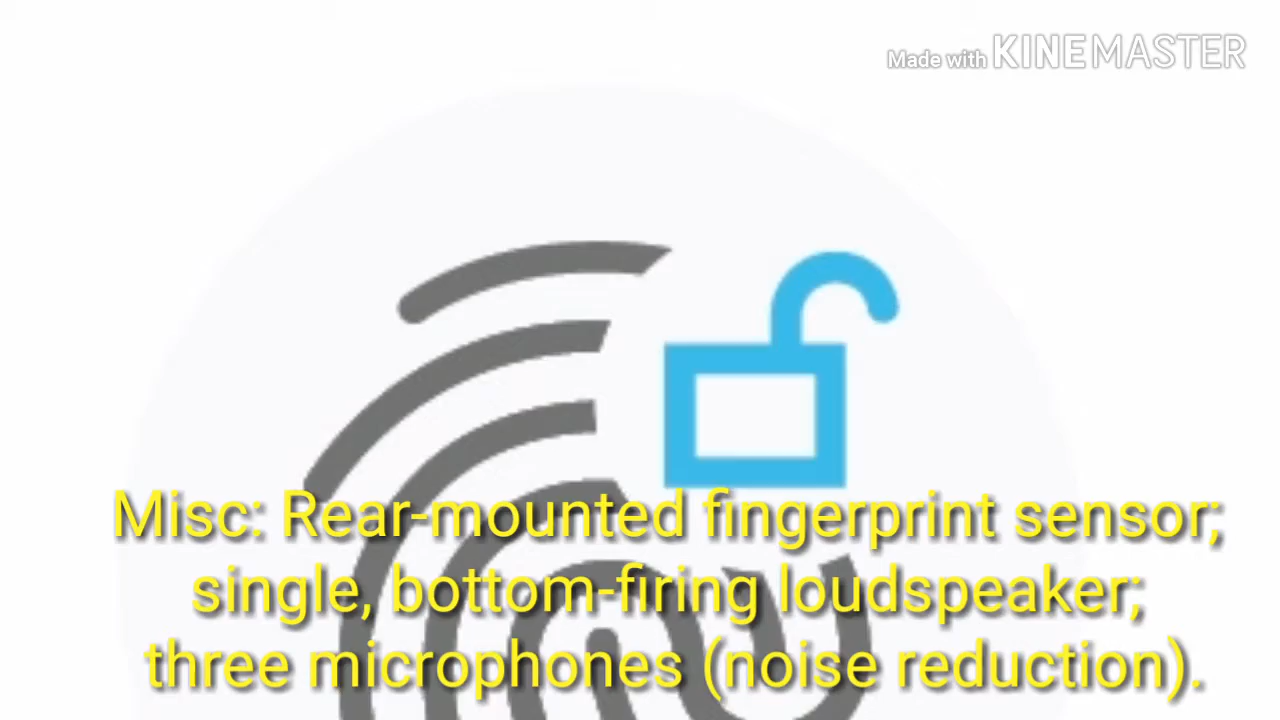 Made with KINEMASTER
Misc: Rear-mounted fingerprint sensor;
single, bottom-firing loudspeaker;
three microphones (noise reduction).